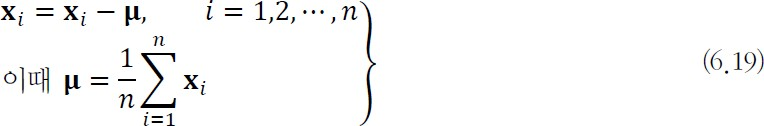 𝐱ᵢ = 𝐱ᵢ − 𝛍, i = 1,2,⋯,n
이때 𝛍 = (1/n) ∑ᵢ₌₁ⁿ 𝐱ᵢ
(6.19)